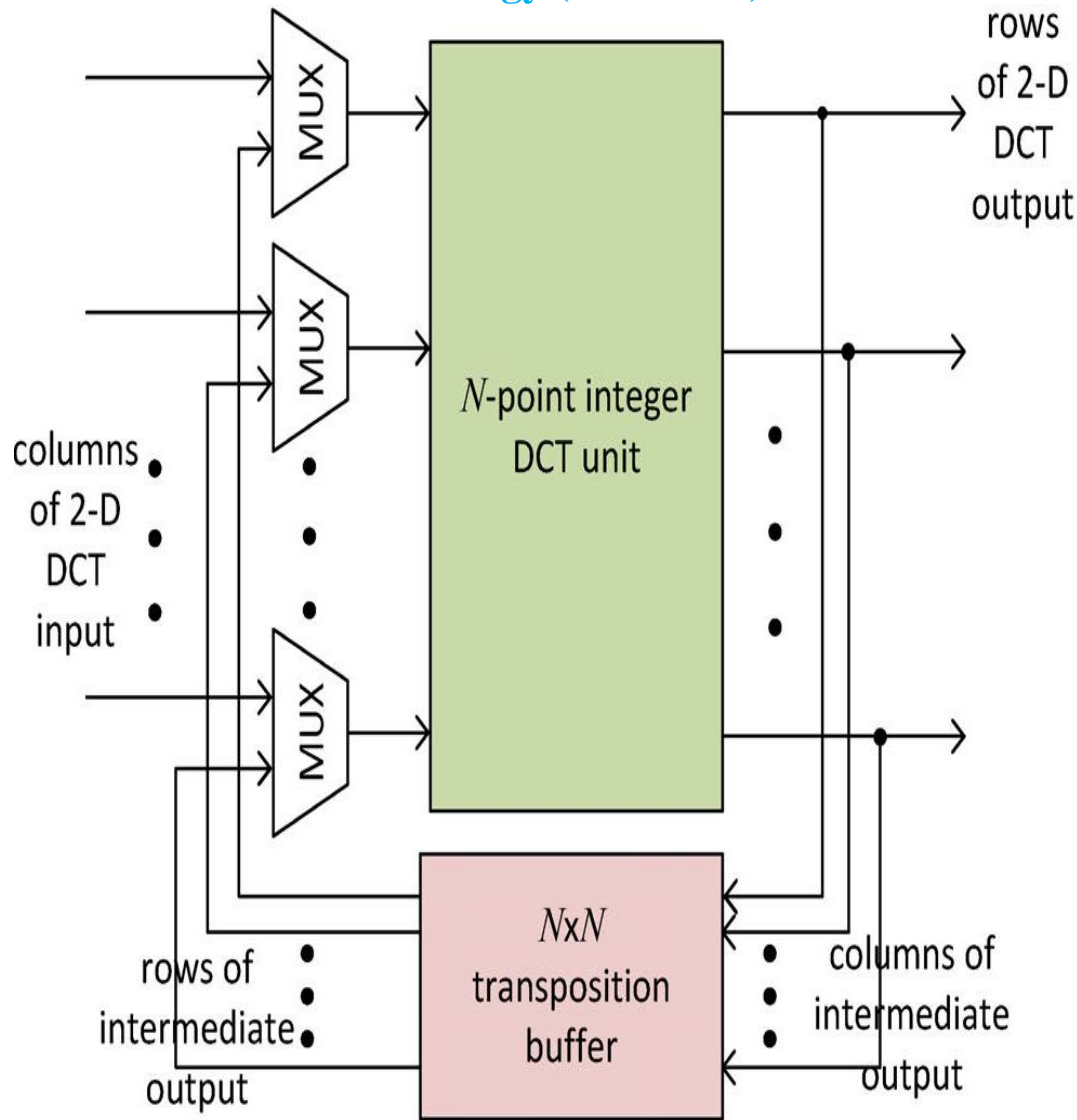 rows
of 2-D
DCT
output
MUX
MUX
MUX
N-point integer
DCT unit
columns
of 2-D
DCT
input
NxN
transposition
buffer
rows of
intermediate
output
columns of
intermediate
output